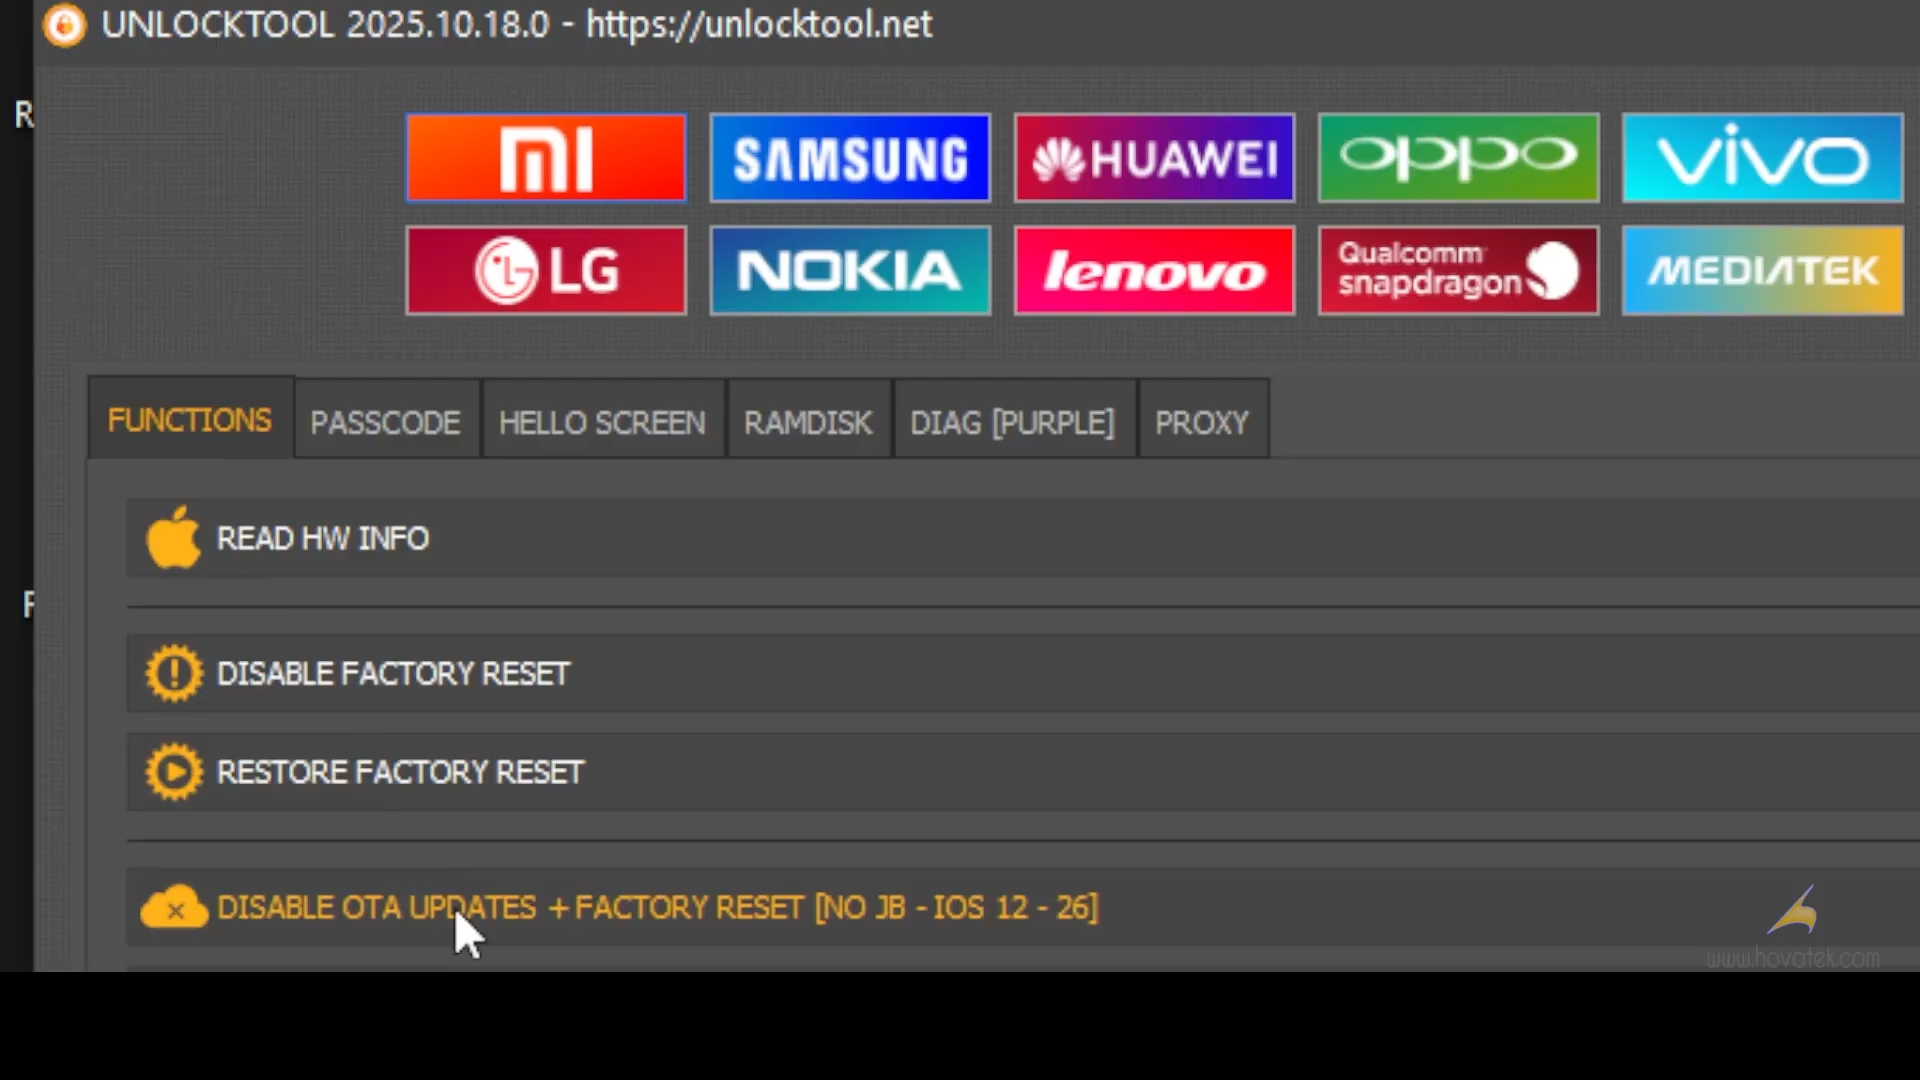 UNLOCKTOOL 2025.10.18.0 - https://unlocktool.net
R
MI SAMSUNG HUAWEI oppo vivo
LG NOKIA lenovo Qualcomm snapdragon MEDIATEK
FUNCTIONS PASSCODE HELLO SCREEN RAMDISK DIAG [PURPLE] PROXY
READ HW INFO
F
DISABLE FACTORY RESET
RESTORE FACTORY RESET
DISABLE OTA UPDATES + FACTORY RESET [NO JB - IOS 12 - 26]
www.hovatek.com